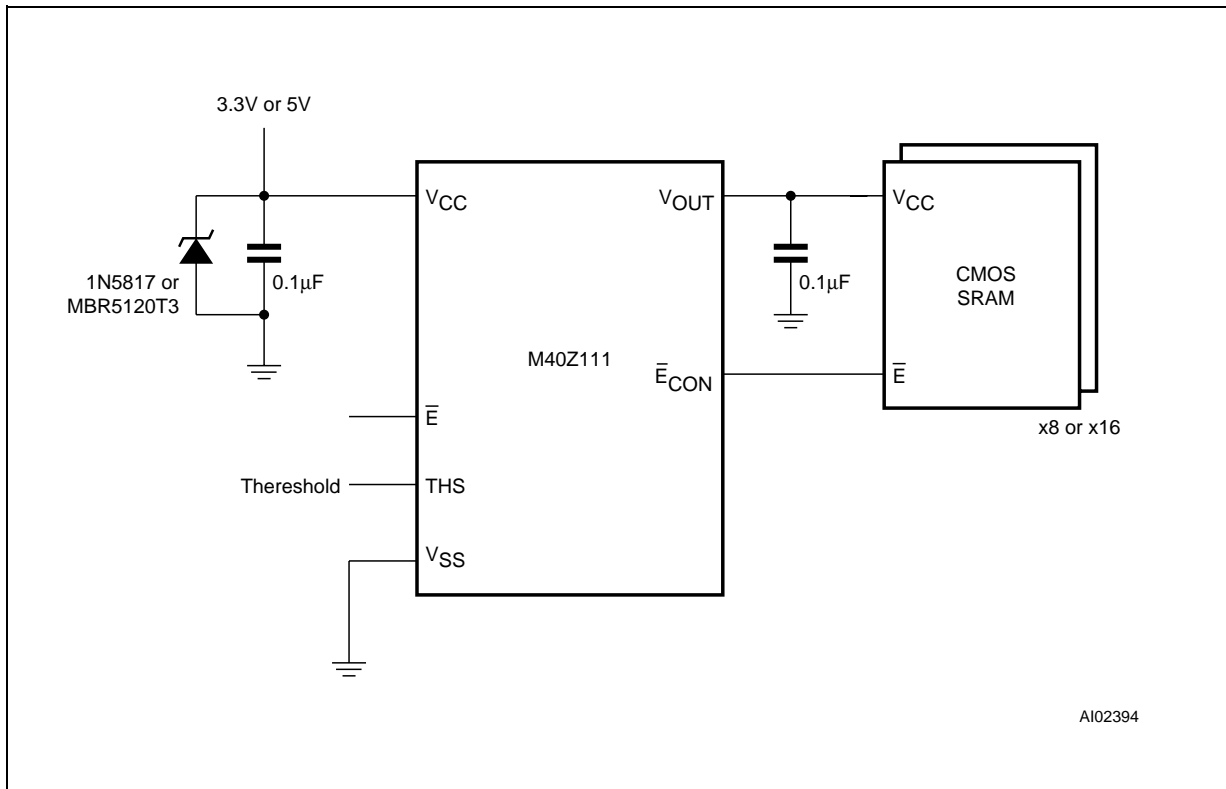 3.3V or 5V
VCC
VOUT
VCC
1N5817 or
MBR5120T3
0.1μF
0.1μF
CMOS
SRAM
M40Z111
E̅
E̅CON
E̅
x8 or x16
Thereshold
THS
VSS
AI02394